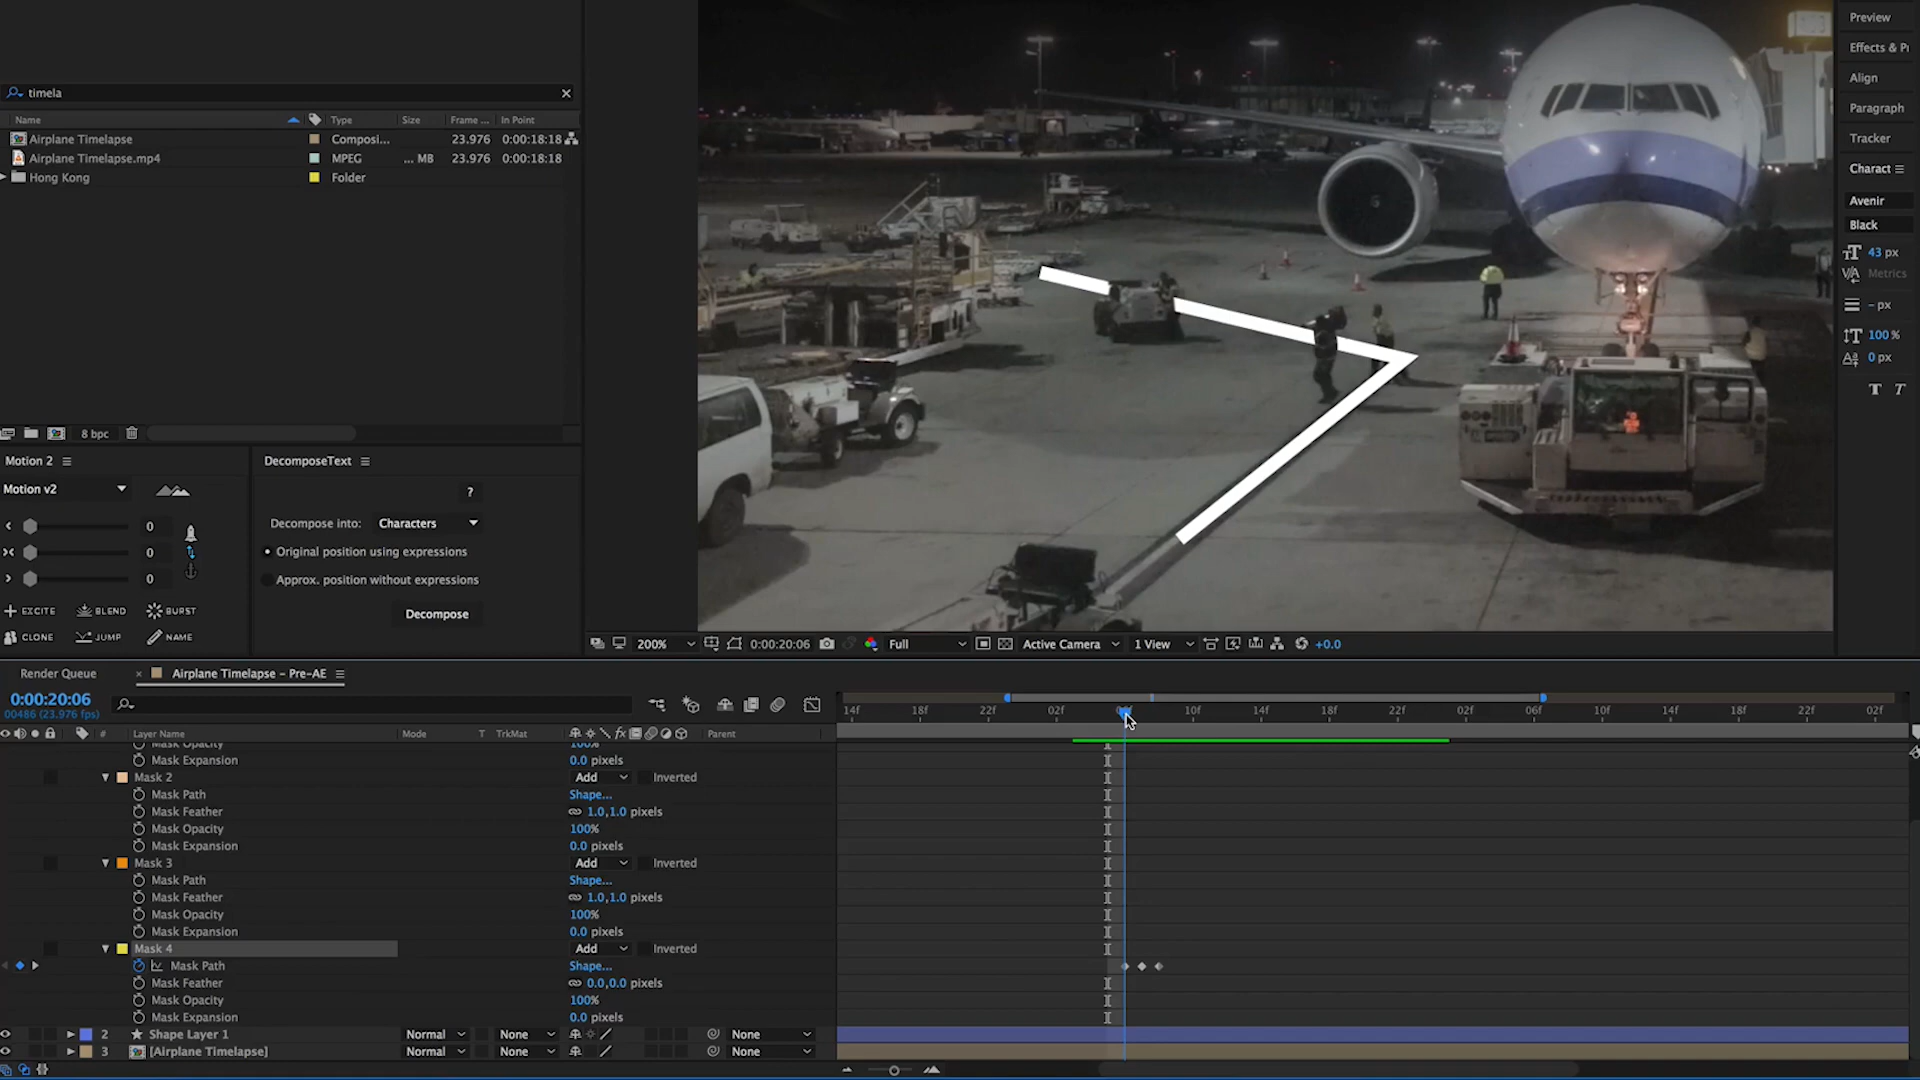 timela
Name Type Size Frame ... In Point
Airplane Timelapse Composi... 23.976 0:00:18:18
Airplane Timelapse.mp4 MPEG ... MB 23.976 0:00:18:18
Hong Kong Folder
8 bpc
Motion 2
Motion v2
0
0
0
EXCITE BLEND BURST
CLONE JUMP NAME
DecomposeText
?
Decompose into: Characters
Original position using expressions
Approx. position without expressions
Decompose
200% 0:00:20:06 Full Active Camera 1 View +0.0
Preview
Effects & P
Align
Paragraph
Tracker
Charact
Avenir
Black
43 px
Metrics
- px
100 %
0 px
T T
Render Queue × Airplane Timelapse - Pre-AE
0:00:20:06
00486 (23.976 fps)
14f 18f 22f 02f 06f 10f 14f 18f 22f 02f 06f 10f 14f 18f 22f 02f
# Layer Name Mode T TrkMat fx Parent
Mask Opacity 100%
Mask Expansion 0.0 pixels
Mask 2 Add Inverted
Mask Path Shape...
Mask Feather 1.0,1.0 pixels
Mask Opacity 100%
Mask Expansion 0.0 pixels
Mask 3 Add Inverted
Mask Path Shape...
Mask Feather 1.0,1.0 pixels
Mask Opacity 100%
Mask Expansion 0.0 pixels
Mask 4 Add Inverted
Mask Path Shape...
Mask Feather 0.0,0.0 pixels
Mask Opacity 100%
Mask Expansion 0.0 pixels
2 Shape Layer 1 Normal None None
3 [Airplane Timelapse] Normal None None